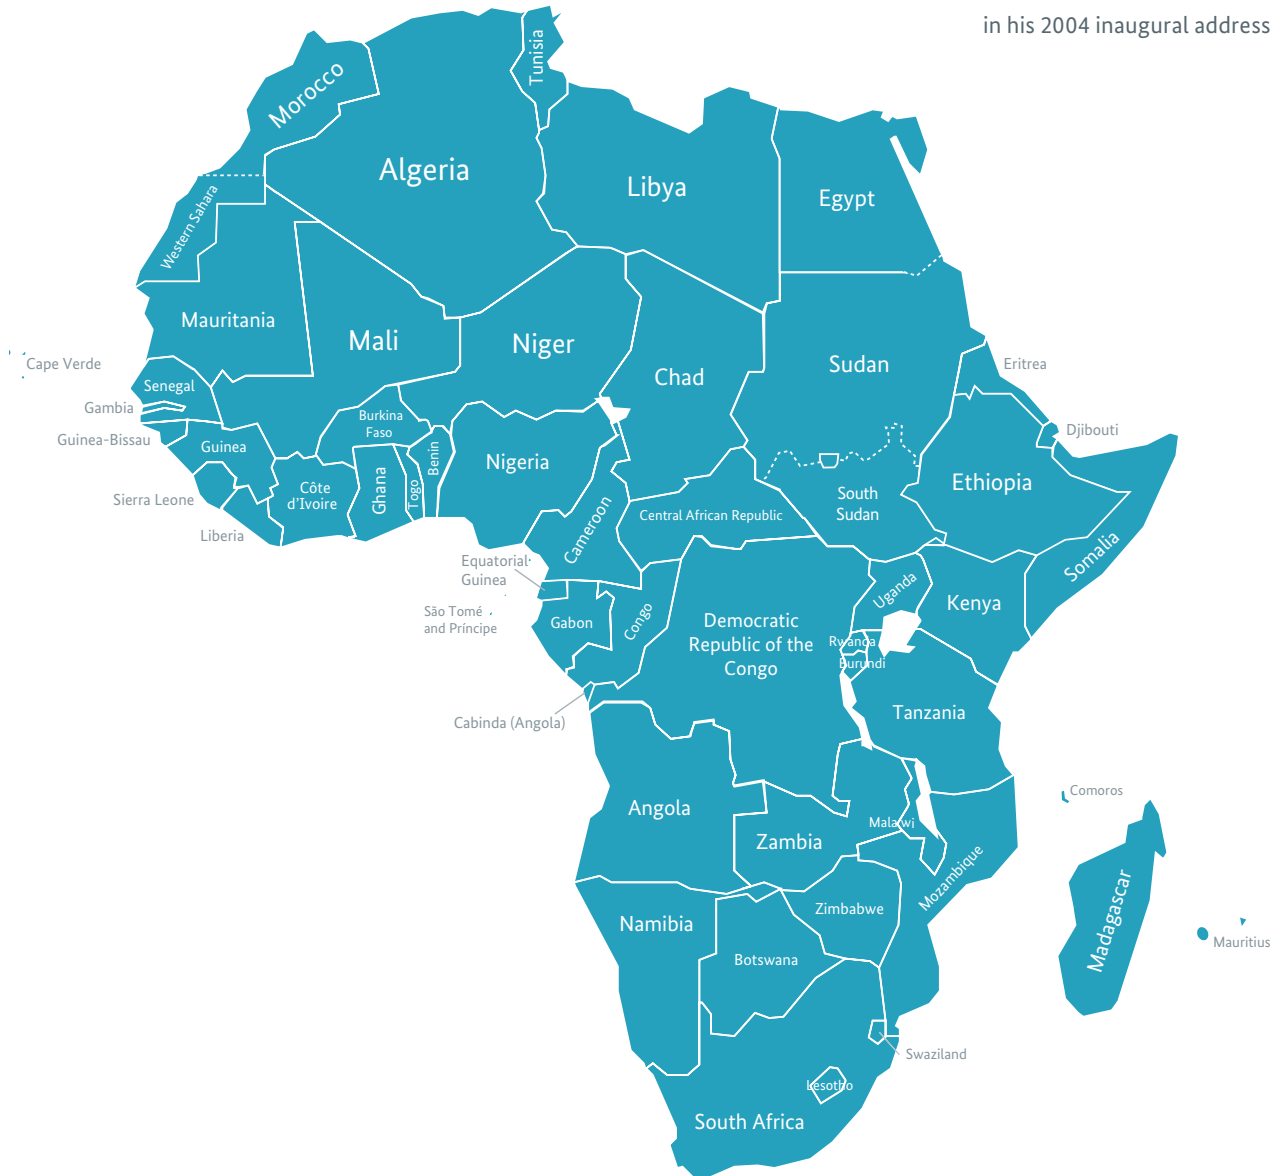 in his 2004 inaugural address
Tunisia
Morocco
Algeria
Libya
Egypt
Western Sahara
Mauritania
Mali
Niger
Chad
Sudan
Cape Verde
Eritrea
Senegal
Gambia
Burkina
Faso
Djibouti
Guinea-Bissau
Guinea
Benin
Nigeria
Ethiopia
Ghana
Togo
Côte
d'Ivoire
Sierra Leone
South
Sudan
Central African Republic
Cameroon
Liberia
Somalia
Equatorial
Guinea
Uganda
Kenya
São Tomé
and Príncipe
Gabon
Congo
Democratic
Republic of the
Congo
Rwanda
Burundi
Tanzania
Cabinda (Angola)
Comoros
Angola
Malawi
Zambia
Mozambique
Madagascar
Zimbabwe
Namibia
Mauritius
Botswana
Swaziland
Lesotho
South Africa